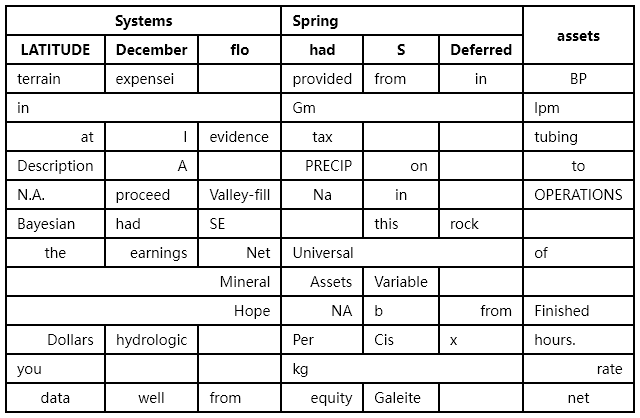 Systems Spring assets
LATITUDE December flo had S Deferred
terrain expensei provided from in BP
in Gm lpm
at l evidence tax tubing
Description A PRECIP on to
N.A. proceed Valley-fill Na in OPERATIONS
Bayesian had SE this rock
the earnings Net Universal of
Mineral Assets Variable
Hope NA b from Finished
Dollars hydrologic Per Cis x hours.
you kg rate
data well from equity Galeite net